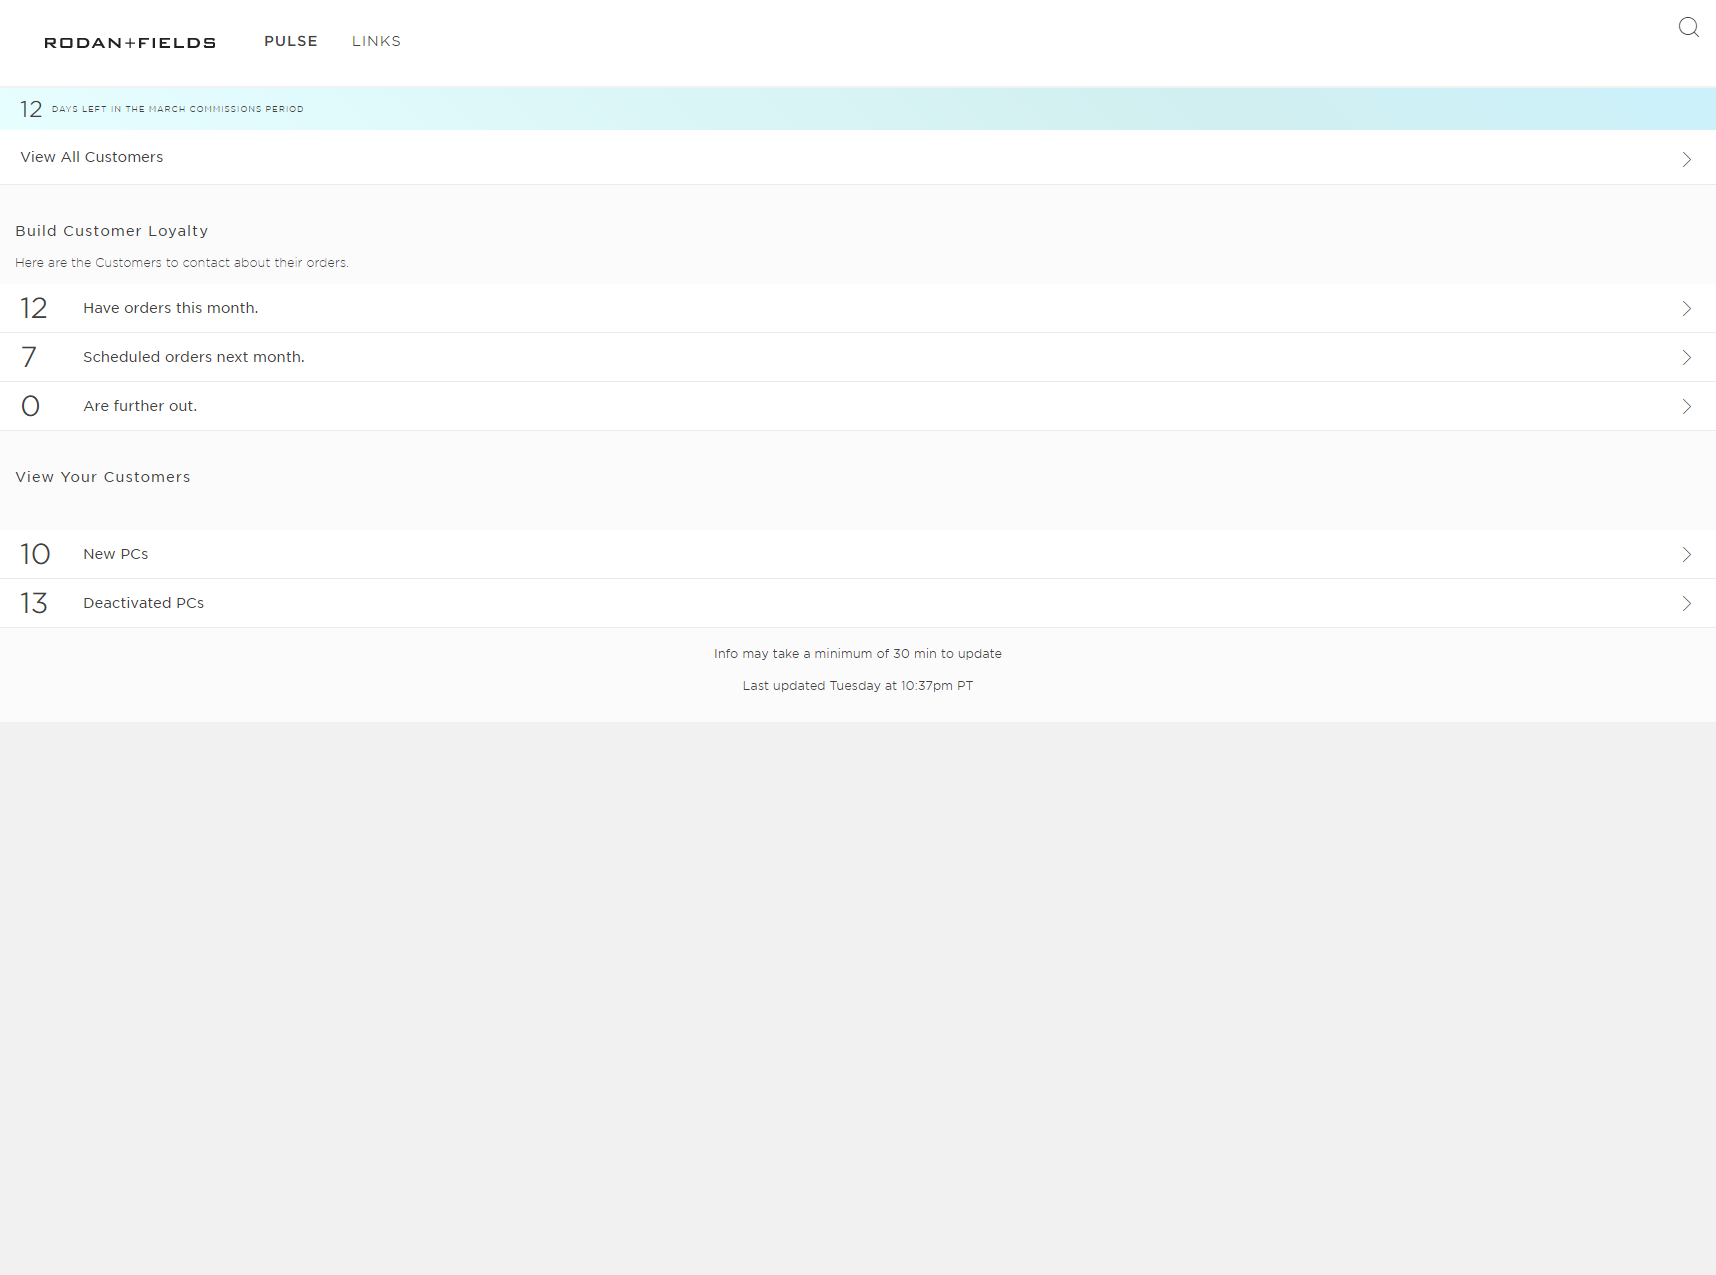 RODAN+FIELDS PULSE LINKS
12 DAYS LEFT IN THE MARCH COMMISSIONS PERIOD
View All Customers
Build Customer Loyalty
Here are the Customers to contact about their orders.
12 Have orders this month.
7 Scheduled orders next month.
0 Are further out.
View Your Customers
10 New PCs
13 Deactivated PCs
Info may take a minimum of 30 min to update
Last updated Tuesday at 10:37pm PT